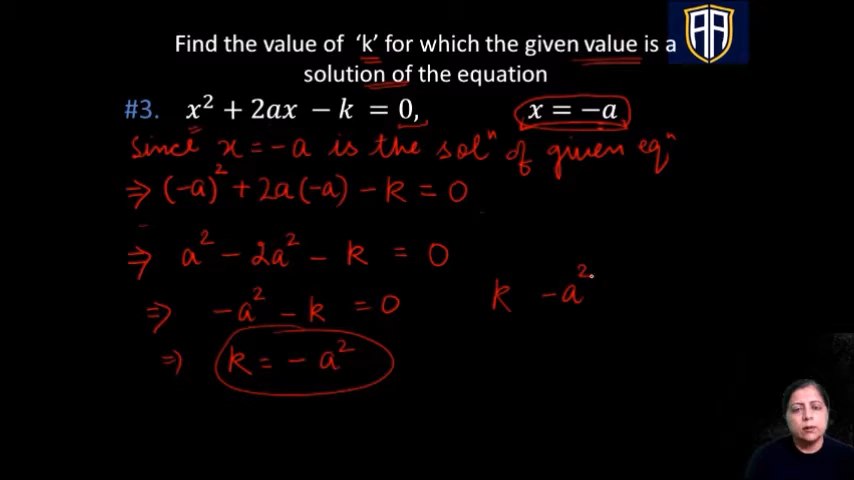 Find the value of ‘k’ for which the given value is a
solution of the equation
#3. x² + 2ax − k = 0, x = −a
Since x = -a is the solⁿ of given eqⁿ
⇒ (-a)² + 2a(-a) - k = 0
⇒ a² - 2a² - k = 0
⇒ -a² - k = 0
k -a²
⇒ k = - a²
AA